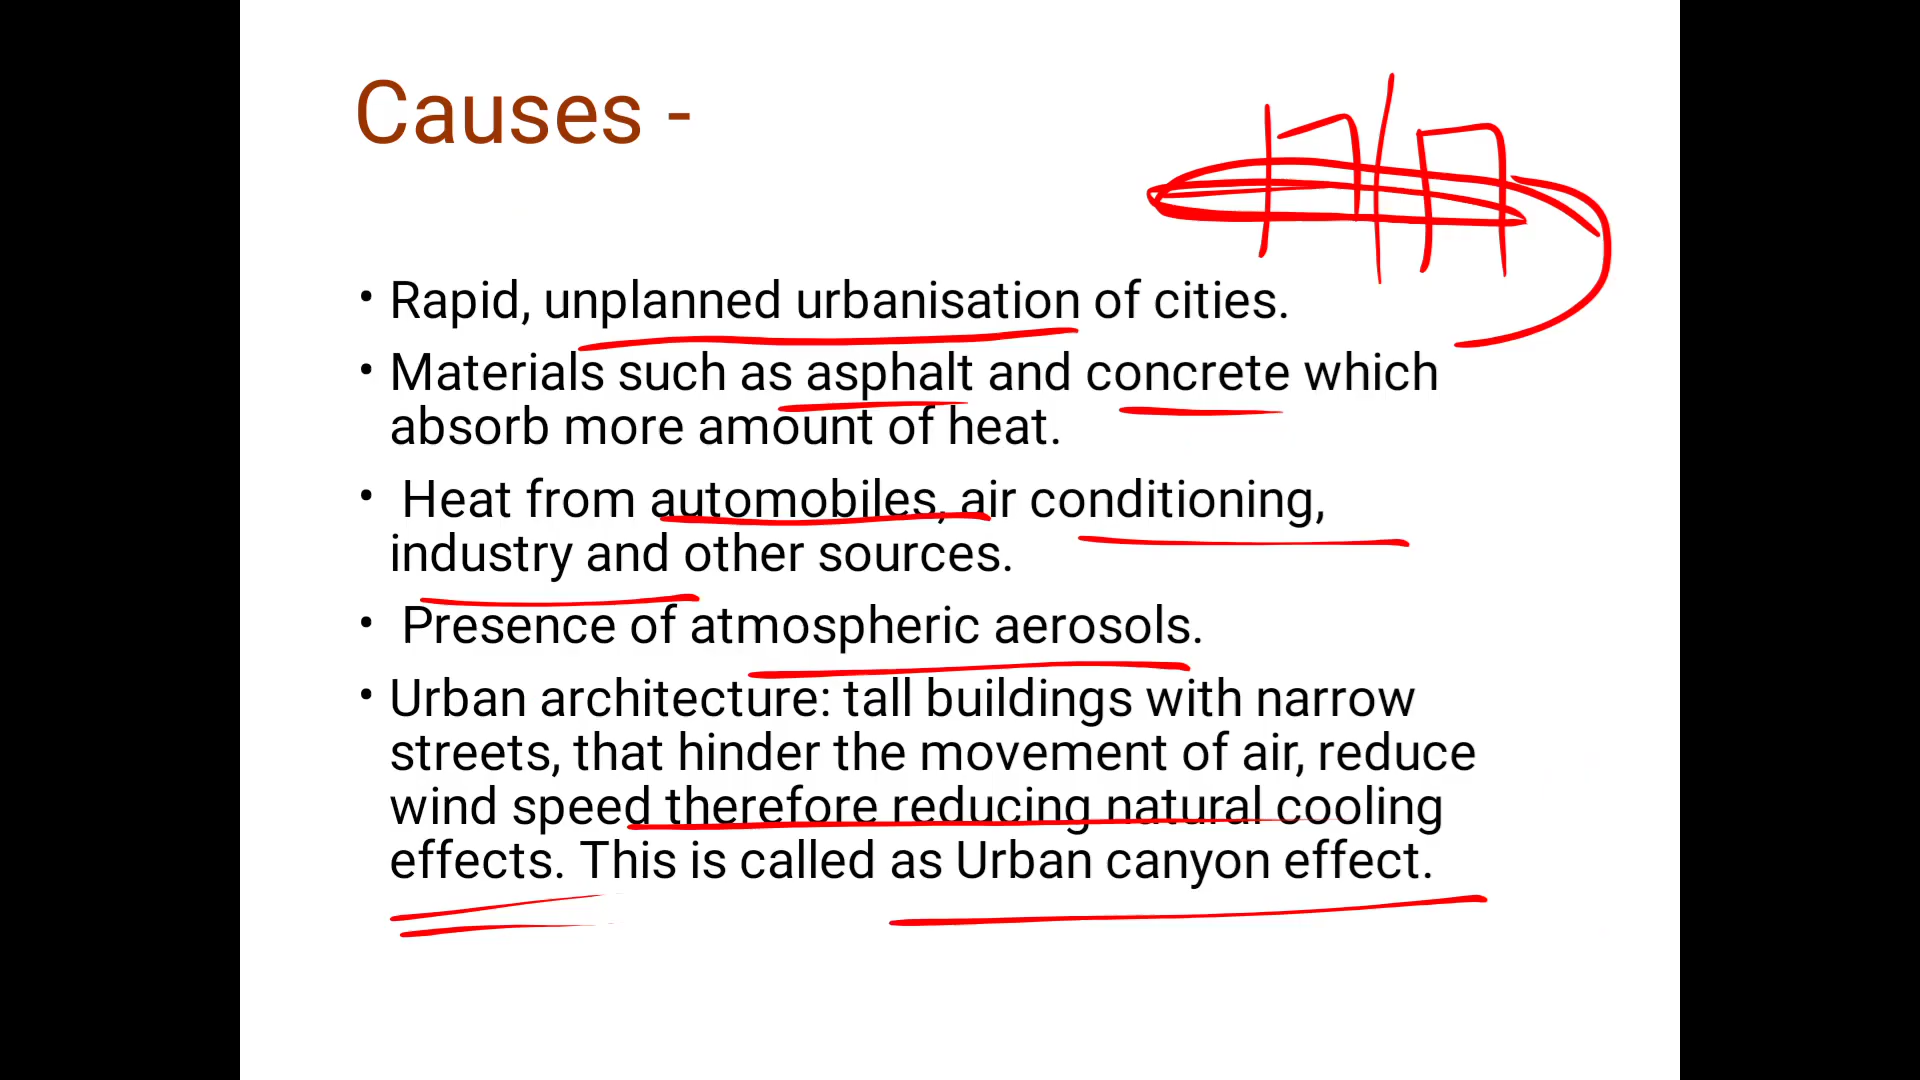 Causes -
• Rapid, unplanned urbanisation of cities.
• Materials such as asphalt and concrete which
absorb more amount of heat.
• Heat from automobiles, air conditioning,
industry and other sources.
• Presence of atmospheric aerosols.
• Urban architecture: tall buildings with narrow
streets, that hinder the movement of air, reduce
wind speed therefore reducing natural cooling
effects. This is called as Urban canyon effect.